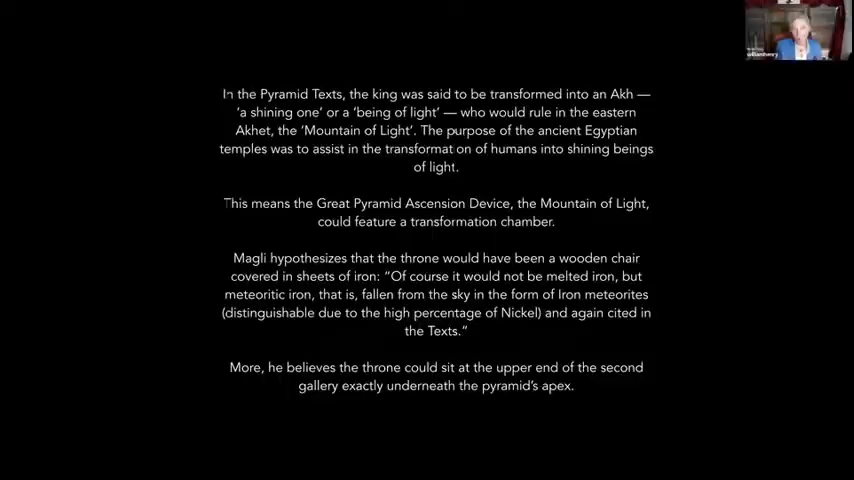 In the Pyramid Texts, the king was said to be transformed into an Akh —
'a shining one' or a 'being of light' — who would rule in the eastern
Akhet, the 'Mountain of Light'. The purpose of the ancient Egyptian
temples was to assist in the transformation of humans into shining beings
of light.
This means the Great Pyramid Ascension Device, the Mountain of Light,
could feature a transformation chamber.
Magli hypothesizes that the throne would have been a wooden chair
covered in sheets of iron: “Of course it would not be melted iron, but
meteoritic iron, that is, fallen from the sky in the form of Iron meteorites
(distinguishable due to the high percentage of Nickel) and again cited in
the Texts.”
More, he believes the throne could sit at the upper end of the second
gallery exactly underneath the pyramid's apex.